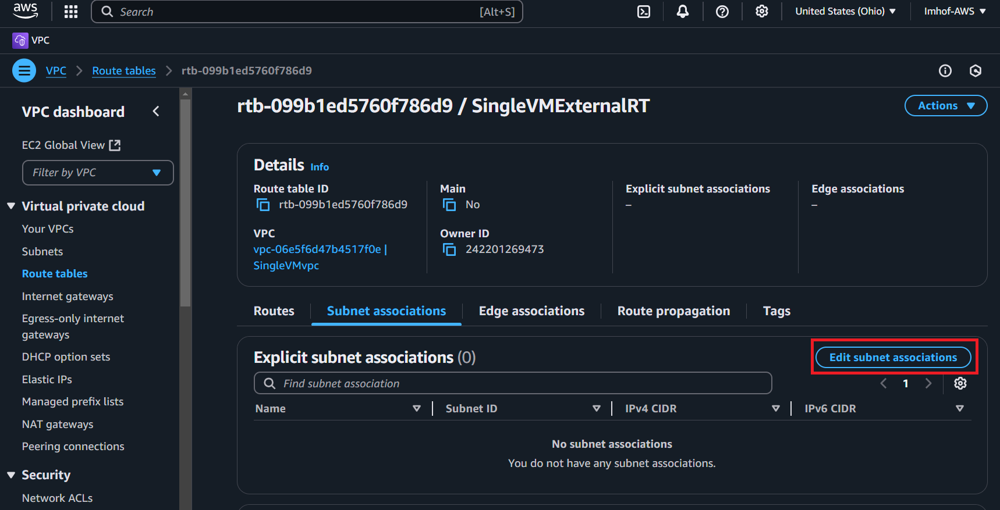 aws
Search [Alt+S]
United States (Ohio)
Imhof-AWS
VPC
VPC
Route tables
rtb-099b1ed5760f786d9
VPC dashboard
EC2 Global View
Filter by VPC
Virtual private cloud
Your VPCs
Subnets
Route tables
Internet gateways
Egress-only internet
gateways
DHCP option sets
Elastic IPs
Managed prefix lists
NAT gateways
Peering connections
Security
Network ACLs
rtb-099b1ed5760f786d9 / SingleVMExternalRT
Actions
Details Info
Route table ID
rtb-099b1ed5760f786d9
Main
No
Explicit subnet associations
–
Edge associations
–
VPC
vpc-06e5f6d47b4517f0e |
SingleVMvpc
Owner ID
242201269473
Routes
Subnet associations
Edge associations
Route propagation
Tags
Explicit subnet associations (0)
Edit subnet associations
Find subnet association
1
Name
Subnet ID
IPv4 CIDR
IPv6 CIDR
No subnet associations
You do not have any subnet associations.